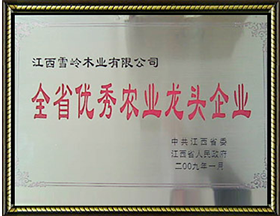 江西雪岭木业有限公司
全省优秀农业龙头企业
中共江西省委
江西省人民政府
二00九年一月